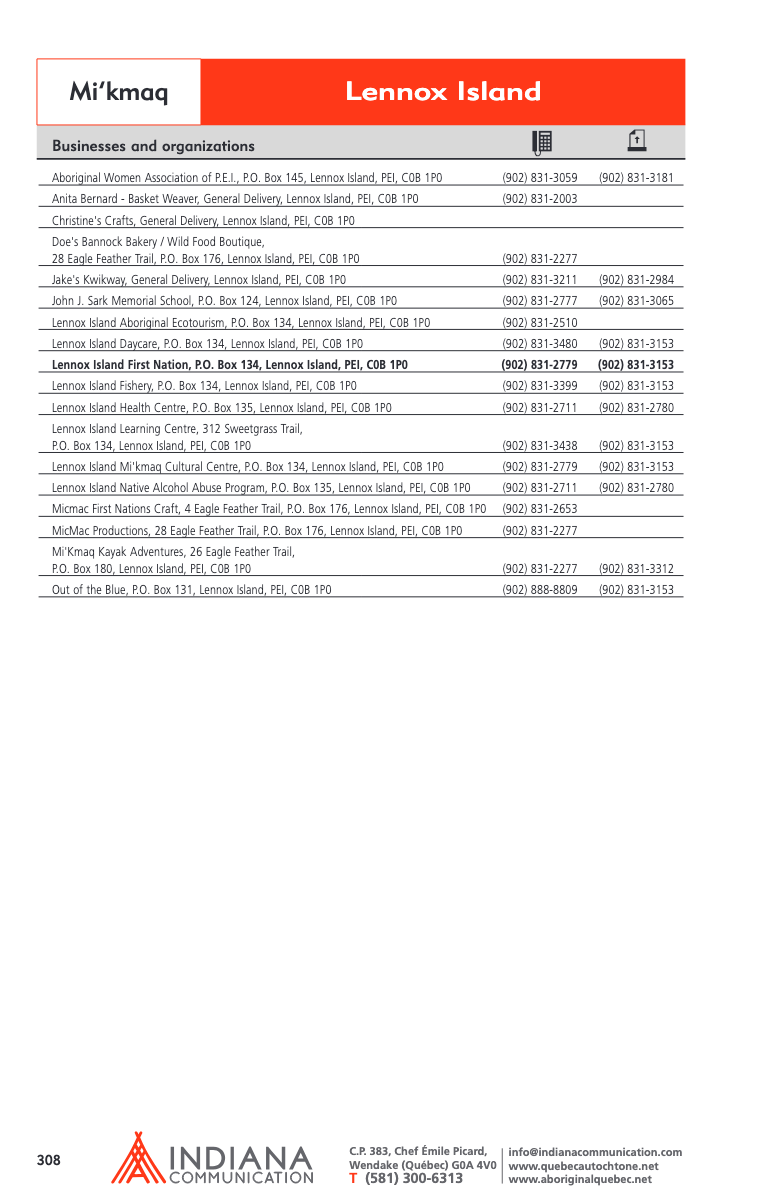 Mi‘kmaq
Lennox Island
Businesses and organizations
Aboriginal Women Association of P.E.I., P.O. Box 145, Lennox Island, PEI, C0B 1P0 (902) 831-3059 (902) 831-3181
Anita Bernard - Basket Weaver, General Delivery, Lennox Island, PEI, C0B 1P0 (902) 831-2003
Christine's Crafts, General Delivery, Lennox Island, PEI, C0B 1P0
Doe's Bannock Bakery / Wild Food Boutique,
28 Eagle Feather Trail, P.O. Box 176, Lennox Island, PEI, C0B 1P0 (902) 831-2277
Jake's Kwikway, General Delivery, Lennox Island, PEI, C0B 1P0 (902) 831-3211 (902) 831-2984
John J. Sark Memorial School, P.O. Box 124, Lennox Island, PEI, C0B 1P0 (902) 831-2777 (902) 831-3065
Lennox Island Aboriginal Ecotourism, P.O. Box 134, Lennox Island, PEI, C0B 1P0 (902) 831-2510
Lennox Island Daycare, P.O. Box 134, Lennox Island, PEI, C0B 1P0 (902) 831-3480 (902) 831-3153
Lennox Island First Nation, P.O. Box 134, Lennox Island, PEI, C0B 1P0 (902) 831-2779 (902) 831-3153
Lennox Island Fishery, P.O. Box 134, Lennox Island, PEI, C0B 1P0 (902) 831-3399 (902) 831-3153
Lennox Island Health Centre, P.O. Box 135, Lennox Island, PEI, C0B 1P0 (902) 831-2711 (902) 831-2780
Lennox Island Learning Centre, 312 Sweetgrass Trail,
P.O. Box 134, Lennox Island, PEI, C0B 1P0 (902) 831-3438 (902) 831-3153
Lennox Island Mi'kmaq Cultural Centre, P.O. Box 134, Lennox Island, PEI, C0B 1P0 (902) 831-2779 (902) 831-3153
Lennox Island Native Alcohol Abuse Program, P.O. Box 135, Lennox Island, PEI, C0B 1P0 (902) 831-2711 (902) 831-2780
Micmac First Nations Craft, 4 Eagle Feather Trail, P.O. Box 176, Lennox Island, PEI, C0B 1P0 (902) 831-2653
MicMac Productions, 28 Eagle Feather Trail, P.O. Box 176, Lennox Island, PEI, C0B 1P0 (902) 831-2277
Mi'Kmaq Kayak Adventures, 26 Eagle Feather Trail,
P.O. Box 180, Lennox Island, PEI, C0B 1P0 (902) 831-2277 (902) 831-3312
Out of the Blue, P.O. Box 131, Lennox Island, PEI, C0B 1P0 (902) 888-8809 (902) 831-3153
308
INDIANA
COMMUNICATION
C.P. 383, Chef Émile Picard,
Wendake (Québec) G0A 4V0
T (581) 300-6313
info@indianacommunication.com
www.quebecautochtone.net
www.aboriginalquebec.net